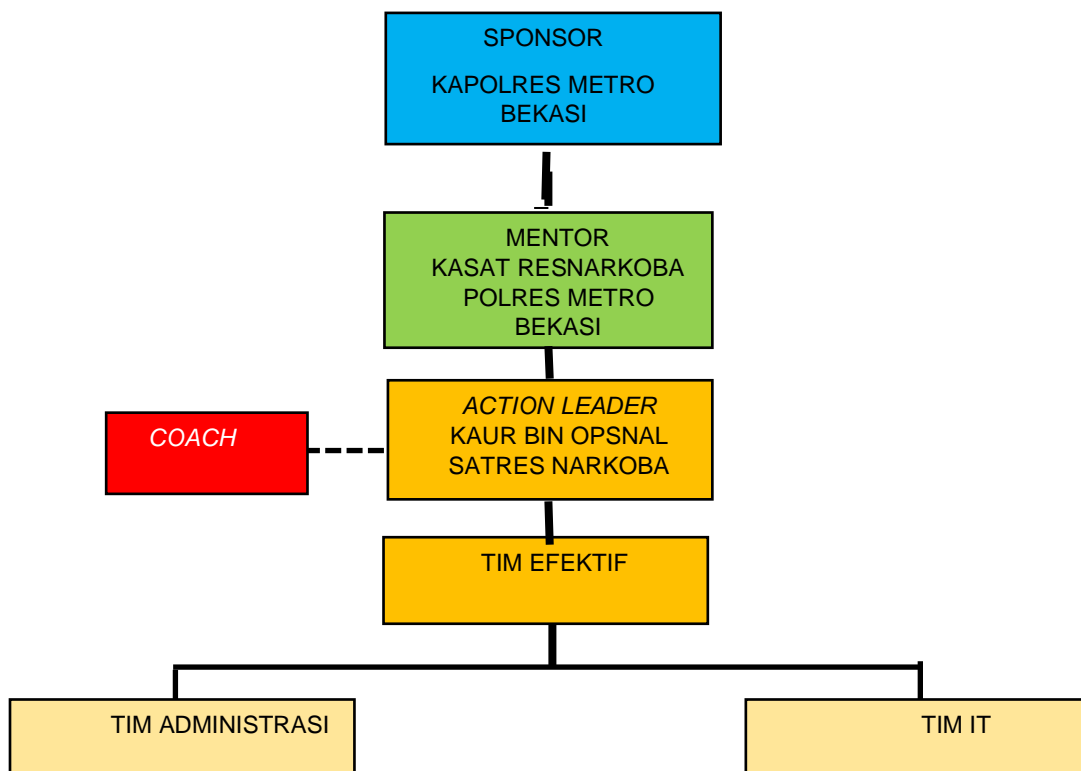 SPONSOR
KAPOLRES METRO
BEKASI
MENTOR
KASAT RESNARKOBA
POLRES METRO
BEKASI
ACTION LEADER
KAUR BIN OPSNAL
SATRES NARKOBA
COACH
TIM EFEKTIF
TIM ADMINISTRASI
TIM IT